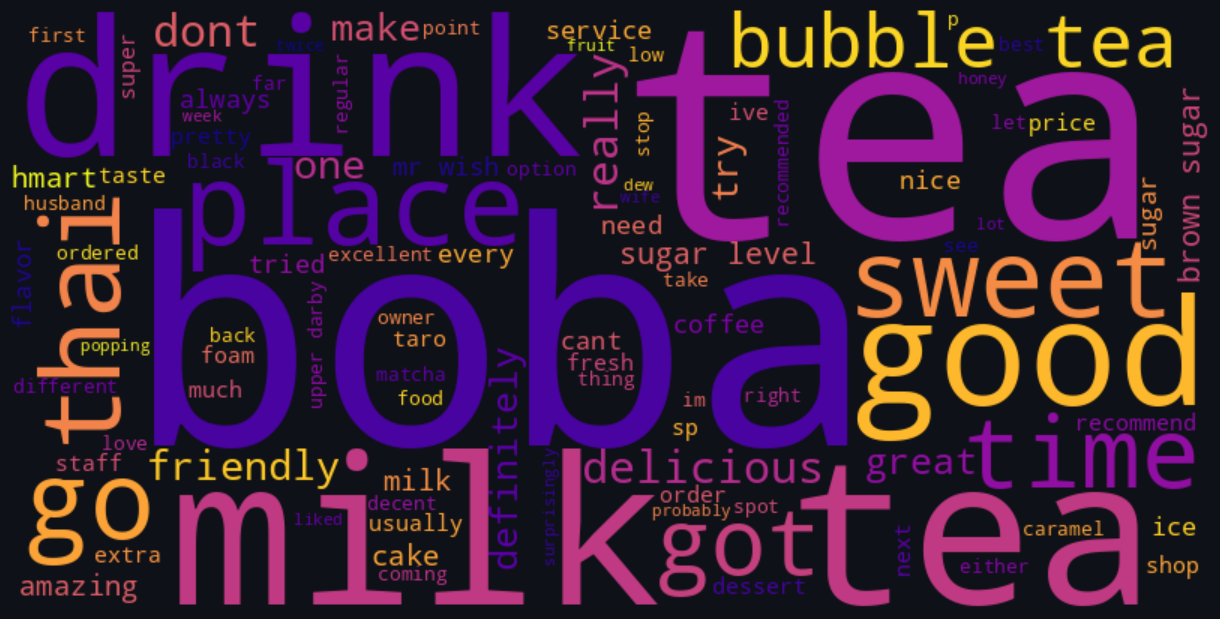 first
super
dont
twice
make
point
service
fruit
low
bubble tea
p
best
drink
far
always
week
regular
pretty
black
one
mr wish
option
really
stop
tea
ive
try
recommended
honey
let
price
nice
lot
brown sugar
sugar
see
hmart
taste
husband
thai
ordered
flavor
popping
different
place
tried
excellent
every
dew
wife
need
sugar level
take
sweet
boba
back
foam
much
upper darby
owner
taro
matcha
food
definitely
cant
fresh
thing
coffee
im
sp
right
good
love
staff
friendly
go
extra
amazing
milk tea
milk
decent
liked
usually
cake
coming
surprisingly
delicious
order
probably
spot
got
dessert
great
time
recommend
next
either
caramel
ice
shop